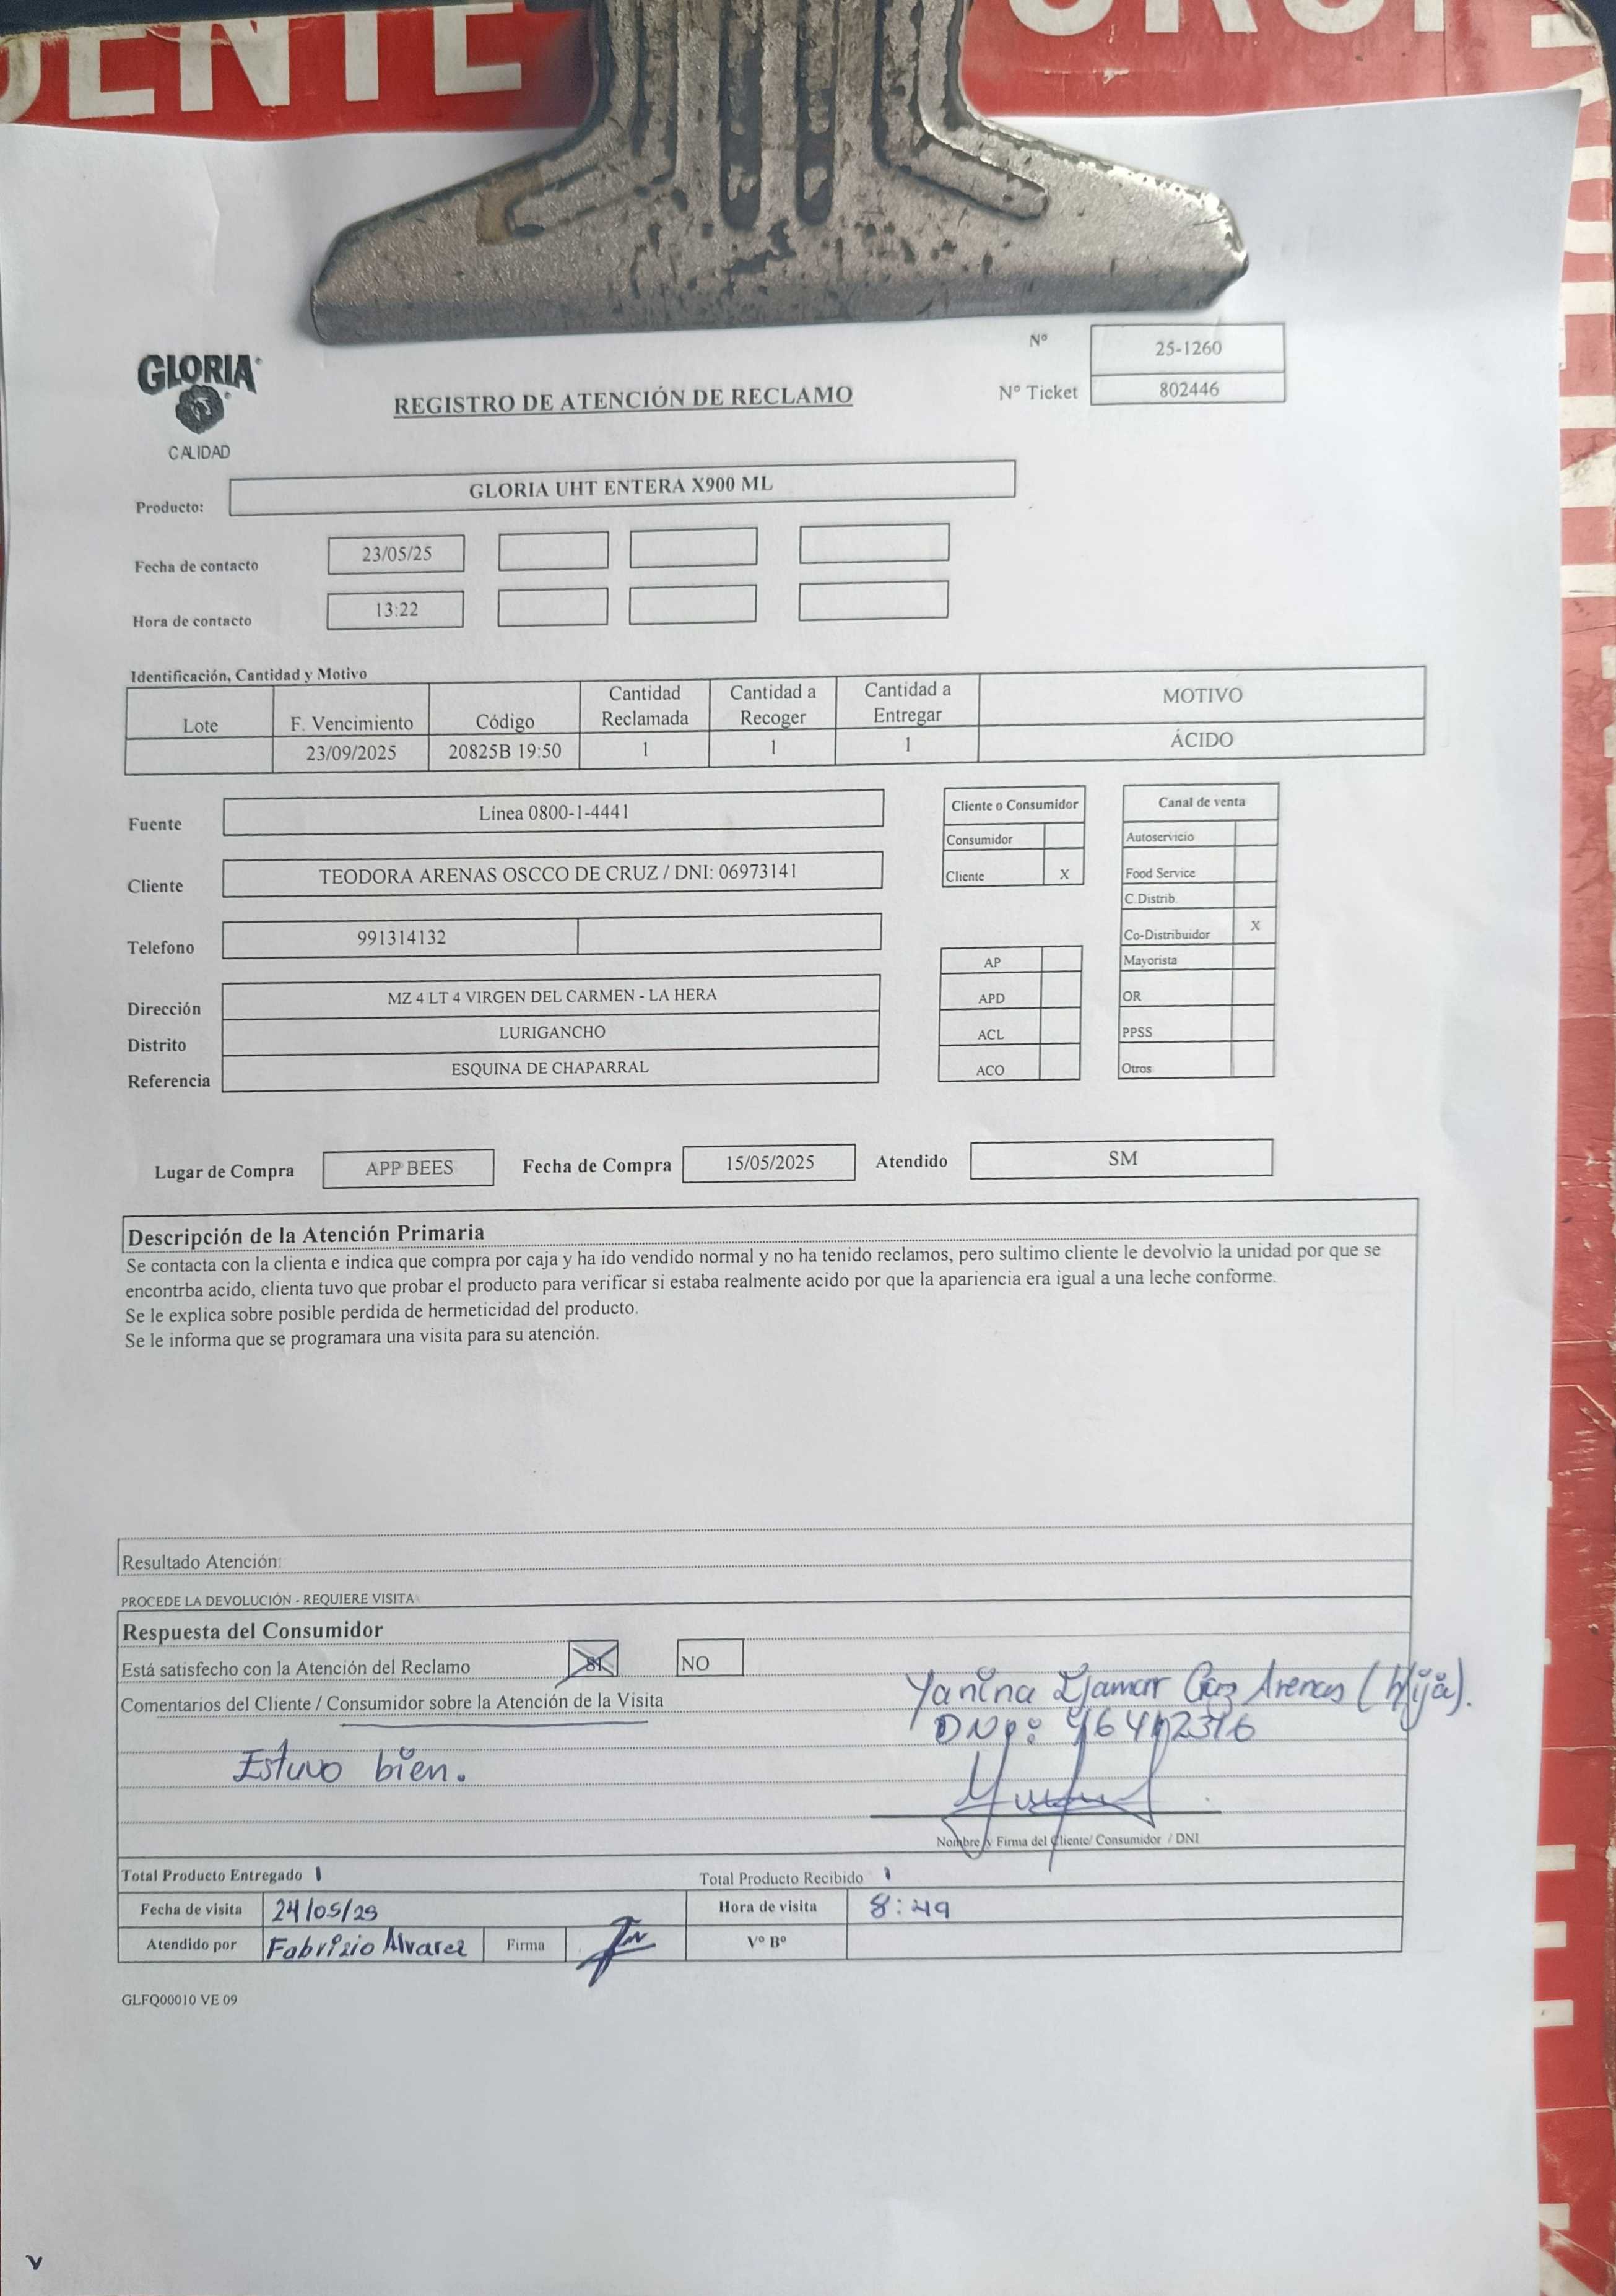 GLORIA
CALIDAD
REGISTRO DE ATENCIÓN DE RECLAMO
Nº 25-1260
Nº Ticket 802446
Producto: GLORIA UHT ENTERA X900 ML
Fecha de contacto 23/05/25
Hora de contacto 13:22
Identificación, Cantidad y Motivo
Lote F. Vencimiento Código Cantidad Reclamada Cantidad a Recoger Cantidad a Entregar MOTIVO
23/09/2025 20825B 19:50 1 1 1 ÁCIDO
Fuente Línea 0800-1-4441
Cliente TEODORA ARENAS OSCCO DE CRUZ / DNI: 06973141
Telefono 991314132
Dirección MZ 4 LT 4 VIRGEN DEL CARMEN - LA HERA
Distrito LURIGANCHO
Referencia ESQUINA DE CHAPARRAL
Cliente o Consumidor
Consumidor
Cliente X
AP
APD
ACL
ACO
Canal de venta
Autoservicio
Food Service
C.Distrib.
Co-Distribuidor X
Mayorista
OR
PPSS
Otros
Lugar de Compra APP BEES Fecha de Compra 15/05/2025 Atendido SM
Descripción de la Atención Primaria
Se contacta con la clienta e indica que compra por caja y ha ido vendido normal y no ha tenido reclamos, pero sultimo cliente le devolvio la unidad por que se
encontrba acido, clienta tuvo que probar el producto para verificar si estaba realmente acido por que la apariencia era igual a una leche conforme.
Se le explica sobre posible perdida de hermeticidad del producto.
Se le informa que se programara una visita para su atención.
Resultado Atención:
PROCEDE LA DEVOLUCIÓN - REQUIERE VISITA
Respuesta del Consumidor
Está satisfecho con la Atención del Reclamo SI NO
Comentarios del Cliente / Consumidor sobre la Atención de la Visita
Yanina Arenas (hija).
DNI:
Estuvo bien.
Nombre y Firma del Cliente/ Consumidor / DNI
Total Producto Entregado 1 Total Producto Recibido 1
Fecha de visita 24/05/25 Hora de visita 8:49
Atendido por Fabrizio Alvarez Firma Vº Bº
GLFQ00010 VE 09